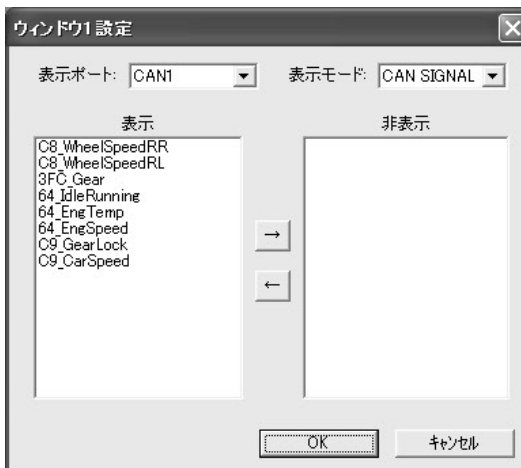 ウィンドウ1設定
表示ポート: CAN1 表示モード: CAN SIGNAL
表示 非表示
C8_WheelSpeedRR
C8_WheelSpeedRL
3FC_Gear
64_IdleRunning
64_EngTemp
64_EngSpeed
C9_GearLock
C9_CarSpeed
→
←
OK キャンセル